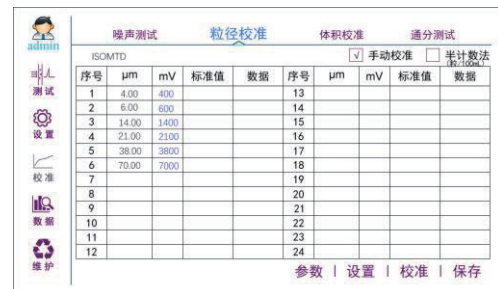 admin
噪声测试 粒径校准 体积校准 通分测试
ISOMTD √ 手动校准 半计数法
(粒/100mL)
测试
设置
校准
数据
维护
序号 μm mV 标准值 数据 序号 μm mV 标准值 数据
1 4.00 400 13
2 6.00 600 14
3 14.00 1400 15
4 21.00 2100 16
5 38.00 3800 17
6 70.00 7000 18
7 19
8 20
9 21
10 22
11 23
12 24
参数 | 设置 | 校准 | 保存